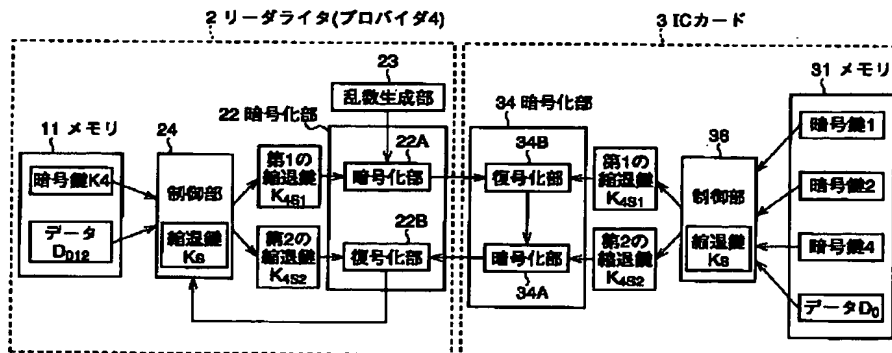 2 リーダライタ(プロバイダ4)
11 メモリ
暗号鍵K4
データ
DD12
24
制御部
縮退鍵
Ks
第1の
縮退鍵
K4S1
第2の
縮退鍵
K4S2
23
乱数生成部
22 暗号化部
22A
暗号化部
22B
復号化部
3 ICカード
34 暗号化部
34B
復号化部
暗号化部
34A
第1の
縮退鍵
K4S1
第2の
縮退鍵
K4S2
36
制御部
縮退鍵
Ks
31 メモリ
暗号鍵1
暗号鍵2
暗号鍵4
データD0